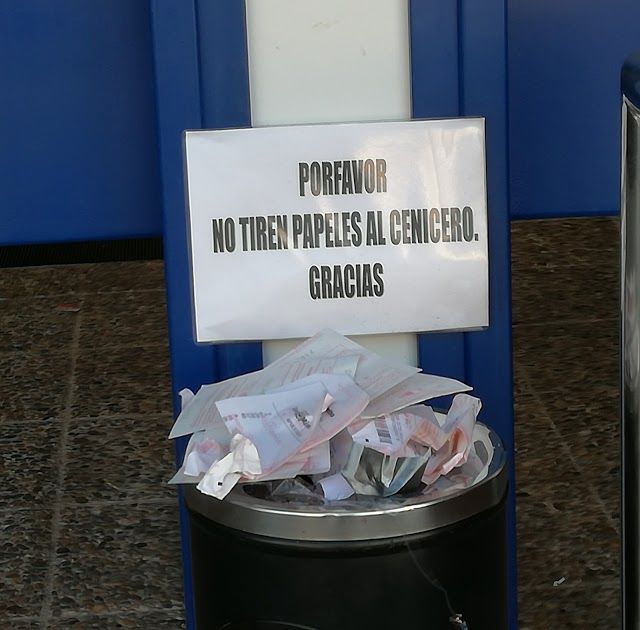 PORFAVOR
NO TIREN PAPELES AL CENICERO.
GRACIAS